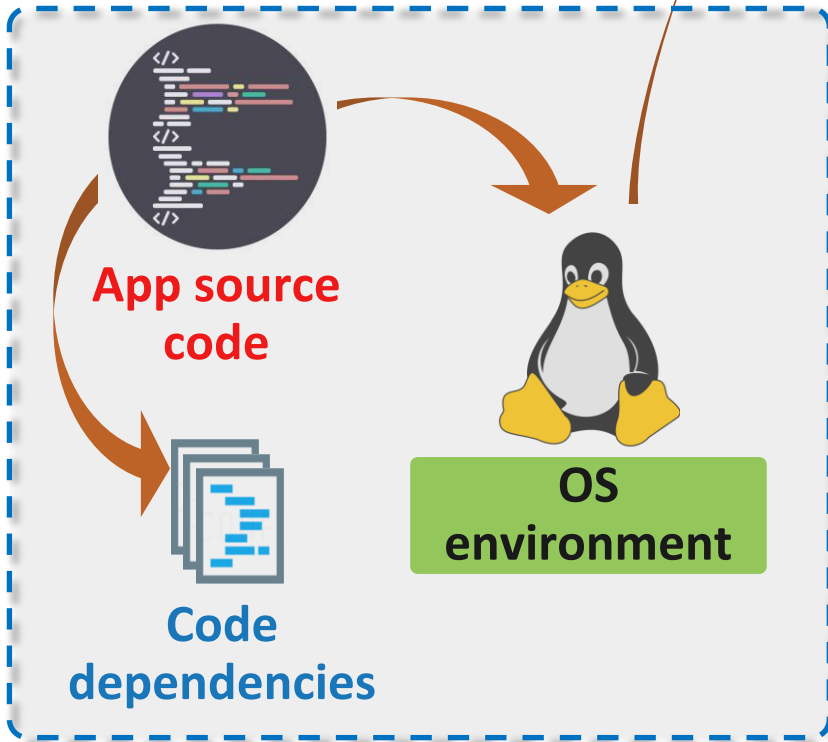 </>
</>
</>
App source
code
OS
environment
Code
dependencies